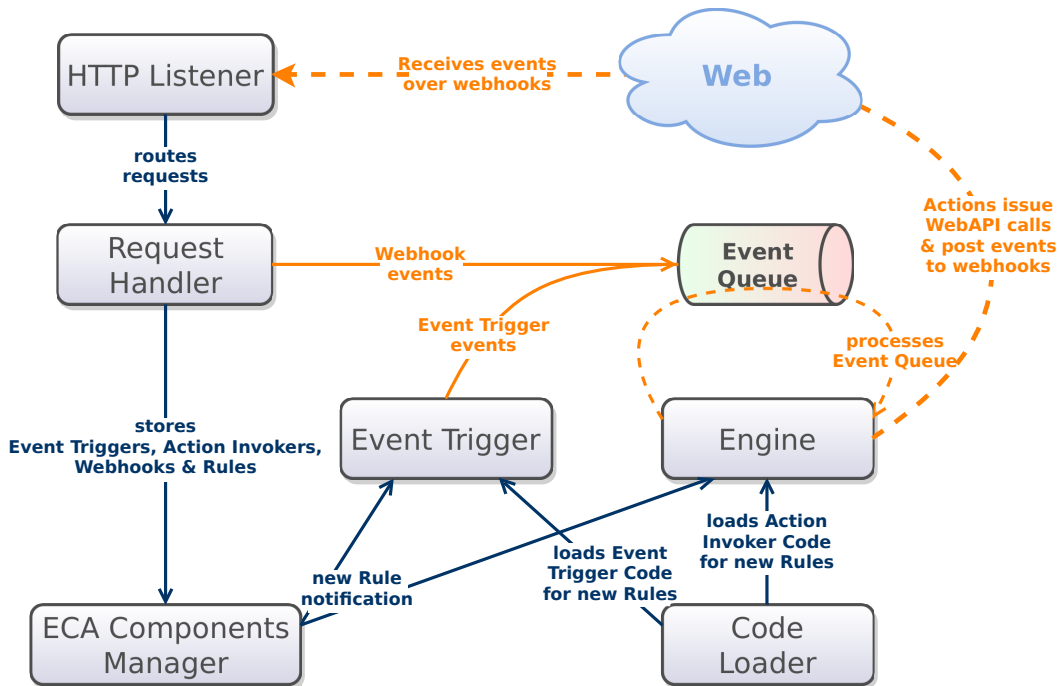 HTTP Listener
Receives events
over webhooks
Web
routes
requests
Actions issue
WebAPI calls
& post events
to webhooks
Request
Handler
Webhook
events
Event
Queue
Event Trigger
events
processes
Event Queue
stores
Event Triggers, Action Invokers,
Webhooks & Rules
Event Trigger
Engine
loads Action
Invoker Code
for new Rules
loads Event
Trigger Code
for new Rules
new Rule
notification
ECA Components
Manager
Code
Loader